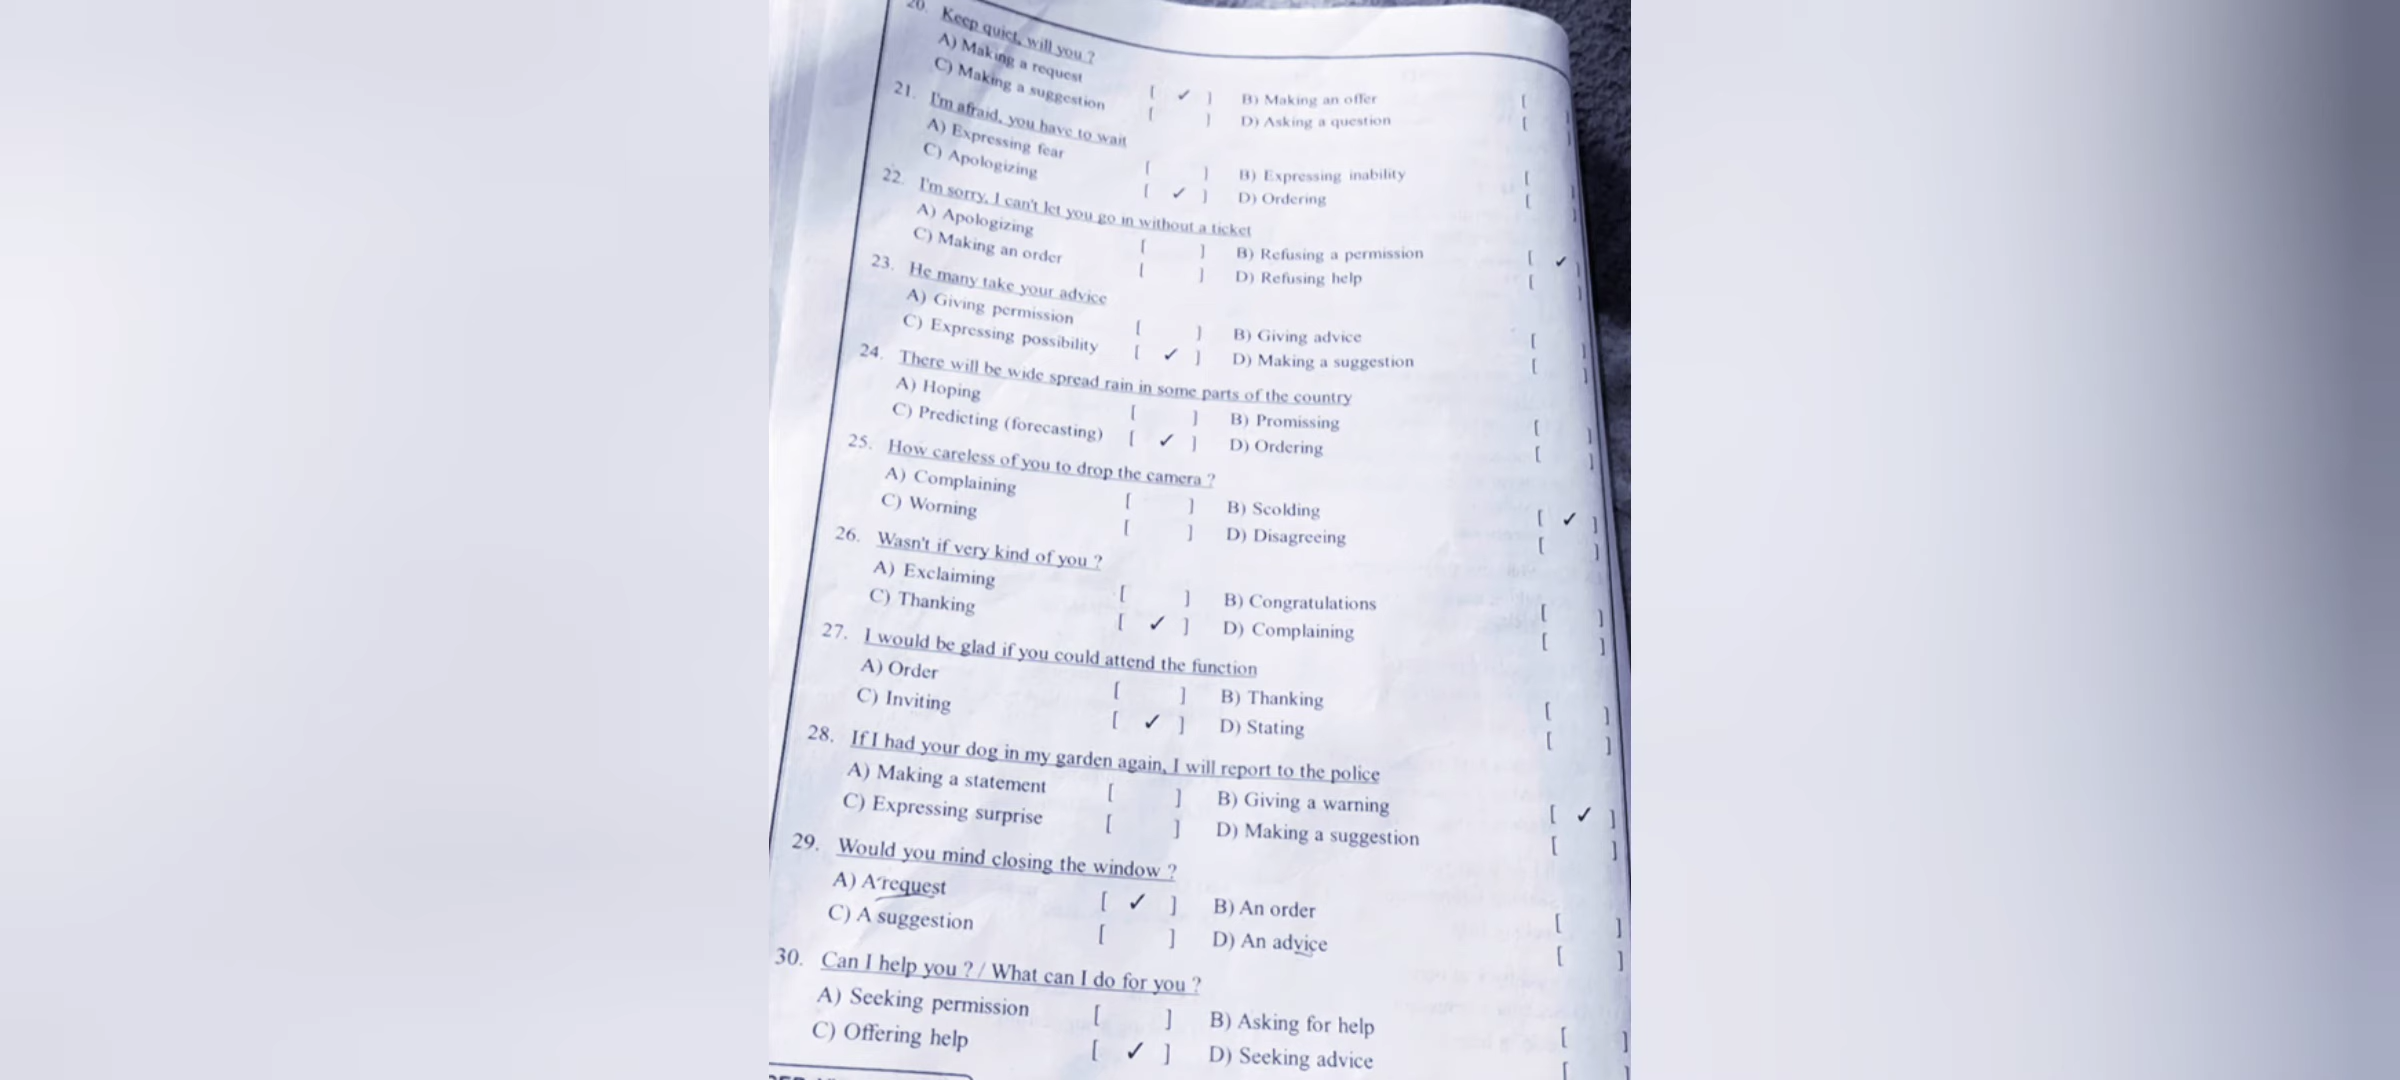 20. Keep quict, will you ?
A) Making a request [ ✓ ] B) Making an offer [ ]
C) Making a suggestion [ ] D) Asking a question [ ]
21. I'm afraid, you have to wait
A) Expressing fear [ ] B) Expressing inability [ ]
C) Apologizing [ ✓ ] D) Ordering [ ]
22. I'm sorry, I can't let you go in without a ticket
A) Apologizing [ ] B) Refusing a permission [ ✓ ]
C) Making an order [ ] D) Refusing help [ ]
23. He many take your advice
A) Giving permission [ ] B) Giving advice [ ]
C) Expressing possibility [ ✓ ] D) Making a suggestion [ ]
24. There will be wide spread rain in some parts of the country
A) Hoping [ ] B) Promissing [ ]
C) Predicting (forecasting) [ ✓ ] D) Ordering [ ]
25. How careless of you to drop the camera ?
A) Complaining [ ] B) Scolding [ ✓ ]
C) Worning [ ] D) Disagreeing [ ]
26. Wasn't if very kind of you ?
A) Exclaiming [ ] B) Congratulations [ ]
C) Thanking [ ✓ ] D) Complaining [ ]
27. I would be glad if you could attend the function
A) Order [ ] B) Thanking [ ]
C) Inviting [ ✓ ] D) Stating [ ]
28. If I had your dog in my garden again, I will report to the police
A) Making a statement [ ] B) Giving a warning [ ✓ ]
C) Expressing surprise [ ] D) Making a suggestion [ ]
29. Would you mind closing the window ?
A) A request [ ✓ ] B) An order [ ]
C) A suggestion [ ] D) An advice [ ]
30. Can I help you ? / What can I do for you ?
A) Seeking permission [ ] B) Asking for help [ ]
C) Offering help [ ✓ ] D) Seeking advice [ ]